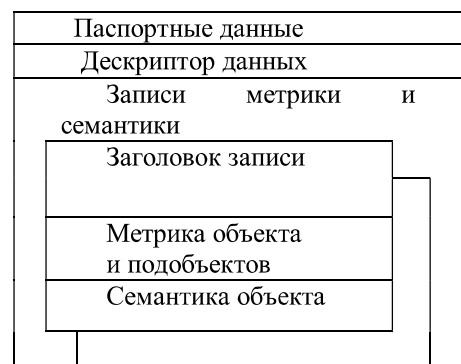 Паспортные данные
Дескриптор данных
Записи метрики и
семантики
Заголовок записи
Метрика объекта
и подобъектов
Семантика объекта